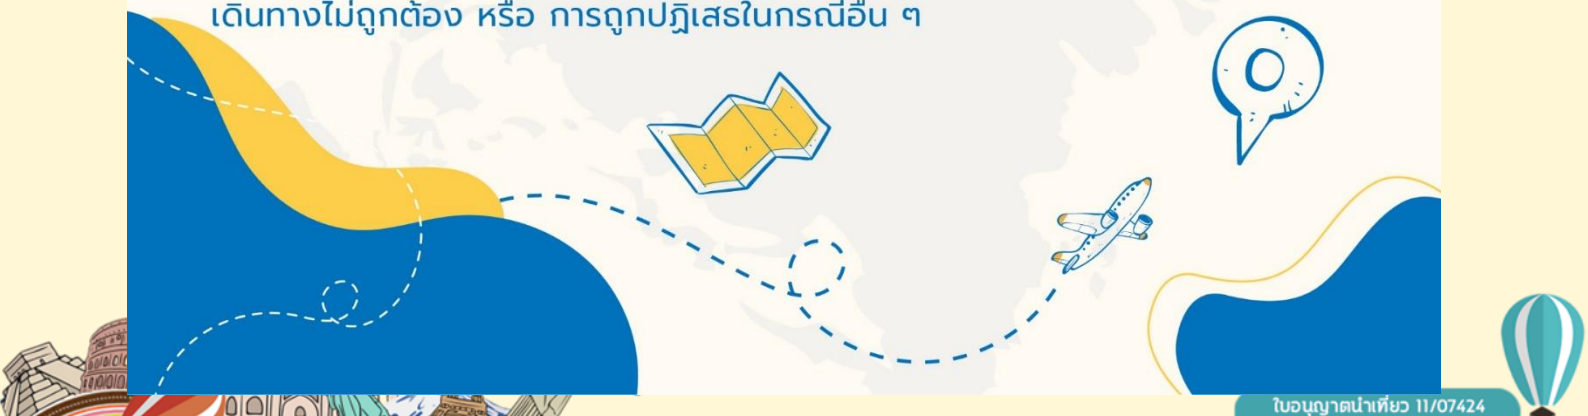 เดินทางไม่ถูกต้อง หรือ การถูกปฏิเสธในกรณีอื่น ๆ
ใบอนุญาตนำเที่ยว 11/07424